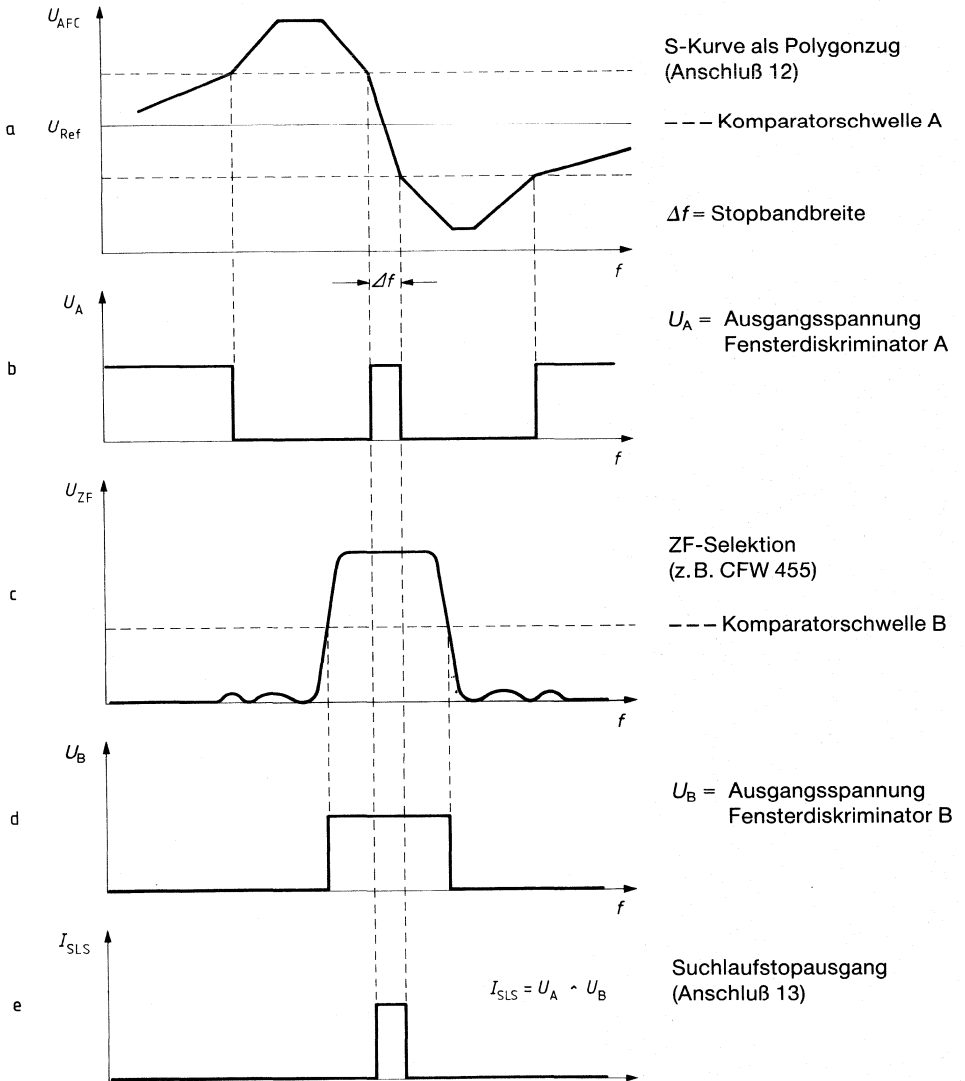 U_AFC
S-Kurve als Polygonzug
(Anschluß 12)
a
U_Ref
--- Komparatorschwelle A
Δf = Stopbandbreite
f
Δf
U_A
U_A = Ausgangsspannung
Fensterdiskriminator A
b
f
U_ZF
ZF-Selektion
(z.B. CFW 455)
c
--- Komparatorschwelle B
f
U_B
U_B = Ausgangsspannung
Fensterdiskriminator B
d
f
I_SLS
Suchlaufstopausgang
(Anschluß 13)
I_SLS = U_A ^ U_B
e